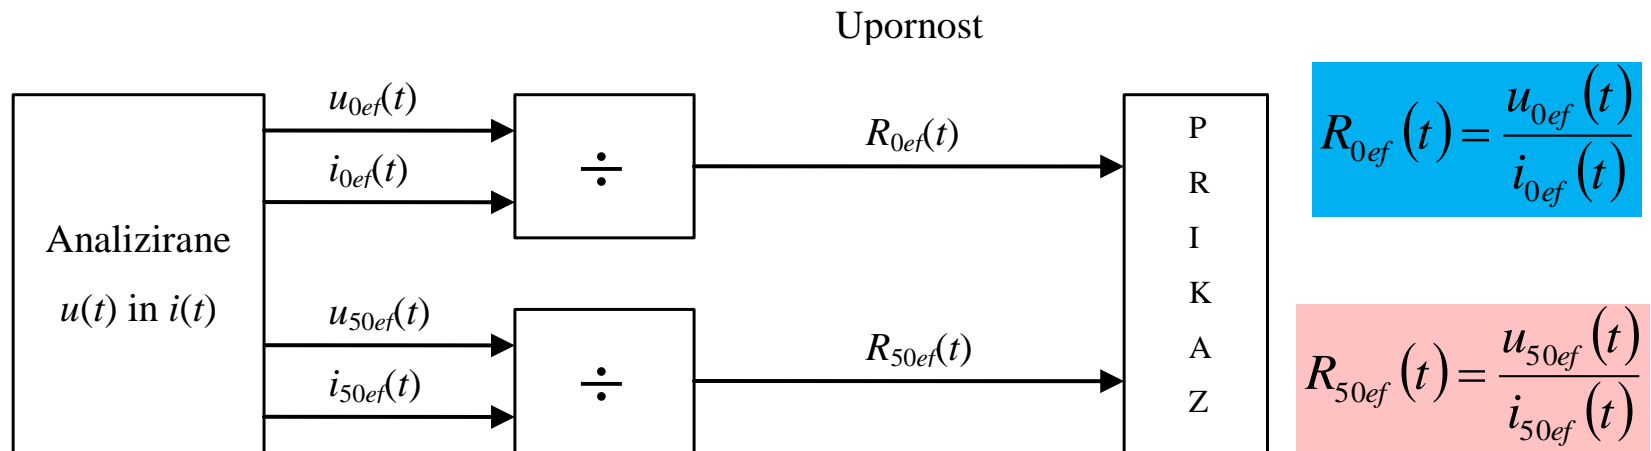 Upornost
Analizirane
u(t) in i(t)
u₀ef(t)
i₀ef(t)
÷
R₀ef(t)
u₅₀ef(t)
i₅₀ef(t)
÷
R₅₀ef(t)
P
R
I
K
A
Z
R₀ef(t) = u₀ef(t) / i₀ef(t)
R₅₀ef(t) = u₅₀ef(t) / i₅₀ef(t)